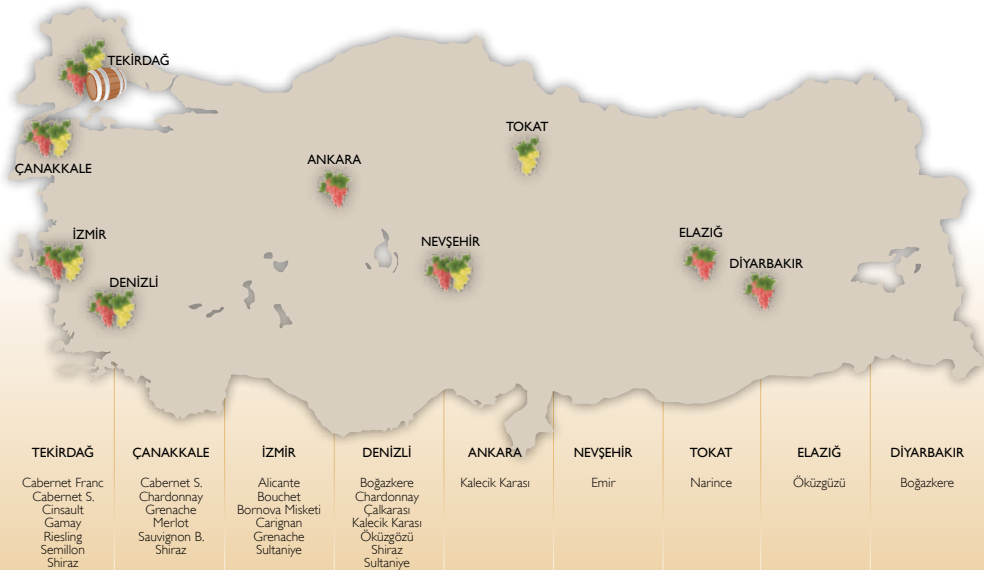 TEKİRDAĞ
ÇANAKKALE
TOKAT
ANKARA
İZMİR
NEVŞEHİR
ELAZIĞ
DİYARBAKIR
DENİZLİ
TEKİRDAĞ
Cabernet Franc
Cabernet S.
Cinsault
Gamay
Riesling
Semillon
Shiraz
ÇANAKKALE
Cabernet S.
Chardonnay
Grenache
Merlot
Sauvignon B.
Shiraz
İZMİR
Alicante
Bouchet
Bornova Misketi
Carignan
Grenache
Sultaniye
DENİZLİ
Boğazkere
Chardonnay
Çalkarası
Kalecik Karası
Öküzgözü
Shiraz
Sultaniye
ANKARA
Kalecik Karası
NEVŞEHİR
Emir
TOKAT
Narince
ELAZIĞ
Öküzgüzü
DİYARBAKIR
Boğazkere